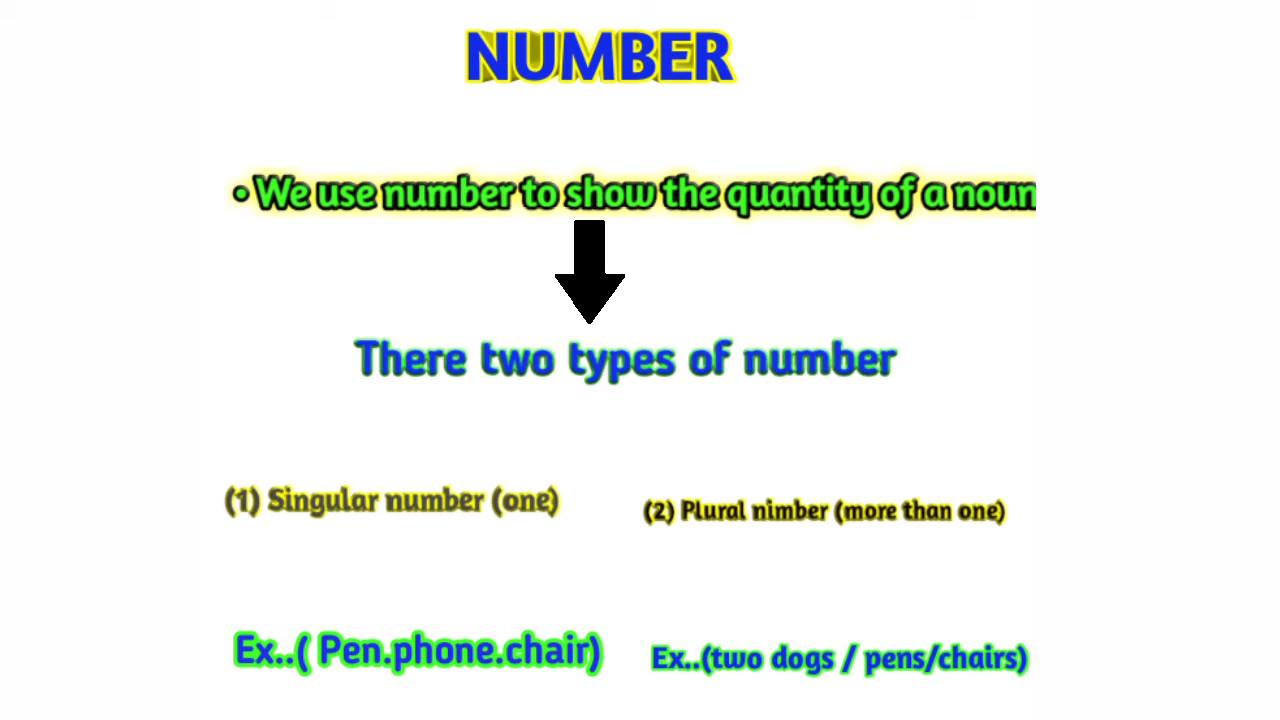 NUMBER
• We use number to show the quantity of a noun
There two types of number
(1) Singular number (one)
(2) Plural nimber (more than one)
Ex..( Pen.phone.chair)
Ex..(two dogs / pens/chairs)